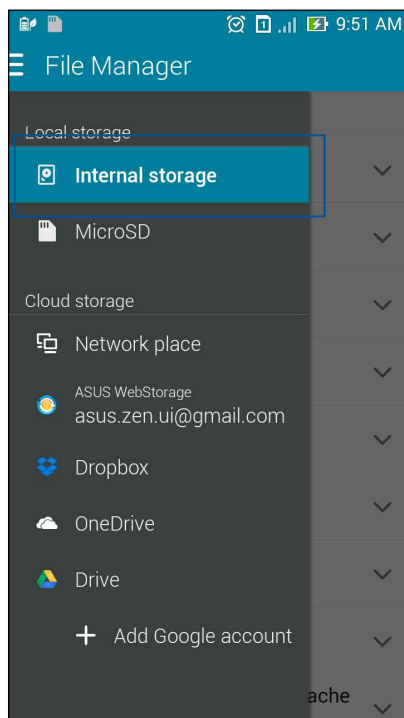 1 9:51 AM
File Manager
Local storage
Internal storage
MicroSD
Cloud storage
Network place
ASUS WebStorage
asus.zen.ui@gmail.com
Dropbox
OneDrive
Drive
+ Add Google account
ache